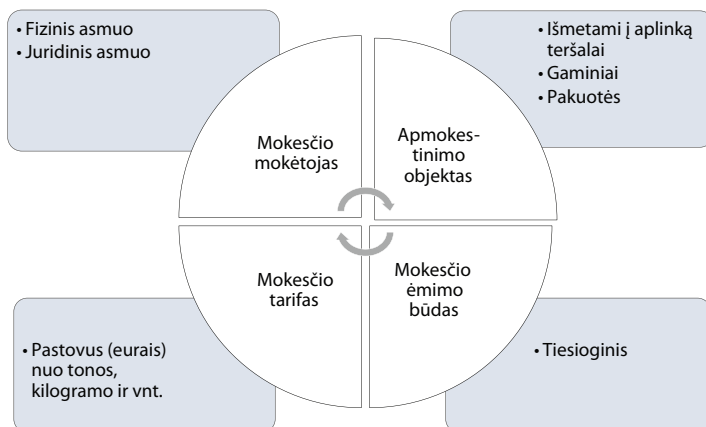 • Fizinis asmuo
• Juridinis asmuo
• Išmetami į aplinką
teršalai
• Gaminiai
• Pakuotės
Mokesčio
mokėtojas
Apmokes-
tinimo
objektas
Mokesčio
tarifas
Mokesčio
ėmimo
būdas
• Pastovus (eurais)
nuo tonos,
kilogramo ir vnt.
• Tiesioginis